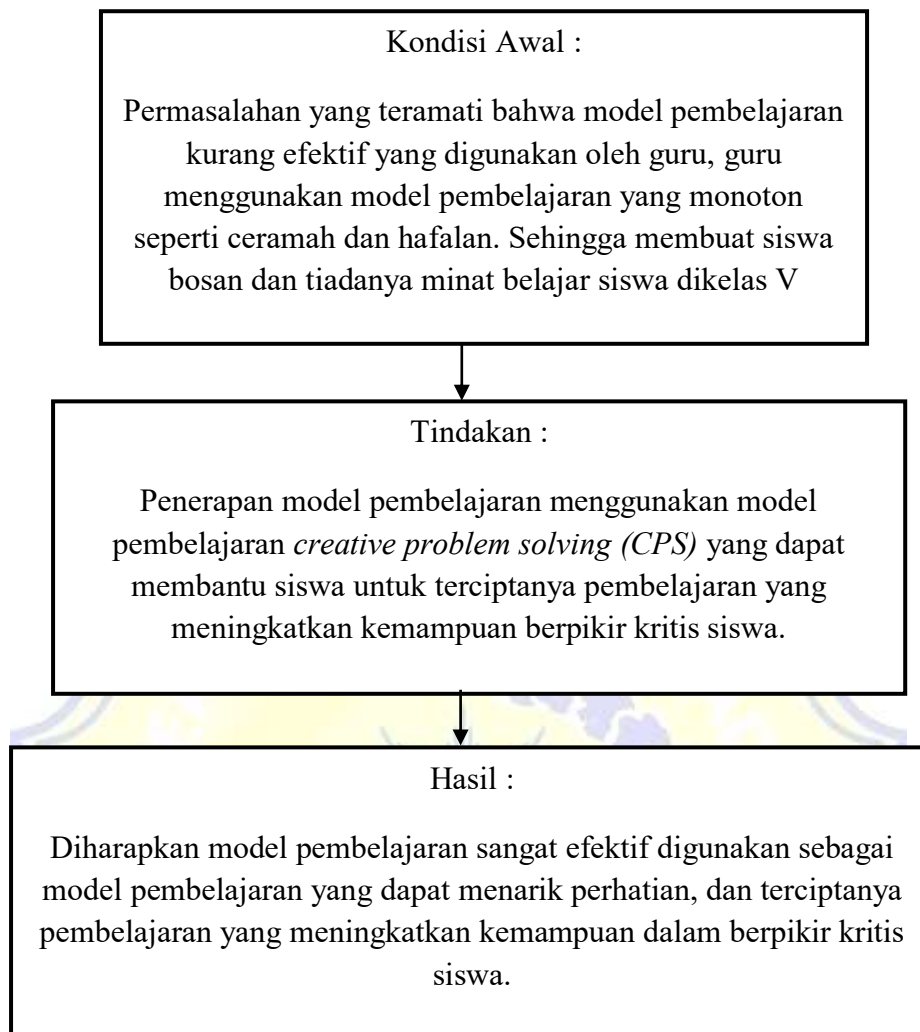 Kondisi Awal :
Permasalahan yang teramati bahwa model pembelajaran
kurang efektif yang digunakan oleh guru, guru
menggunakan model pembelajaran yang monoton
seperti ceramah dan hafalan. Sehingga membuat siswa
bosan dan tiadanya minat belajar siswa dikelas V
Tindakan :
Penerapan model pembelajaran menggunakan model
pembelajaran creative problem solving (CPS) yang dapat
membantu siswa untuk terciptanya pembelajaran yang
meningkatkan kemampuan berpikir kritis siswa.
Hasil :
Diharapkan model pembelajaran sangat efektif digunakan sebagai
model pembelajaran yang dapat menarik perhatian, dan terciptanya
pembelajaran yang meningkatkan kemampuan dalam berpikir kritis
siswa.